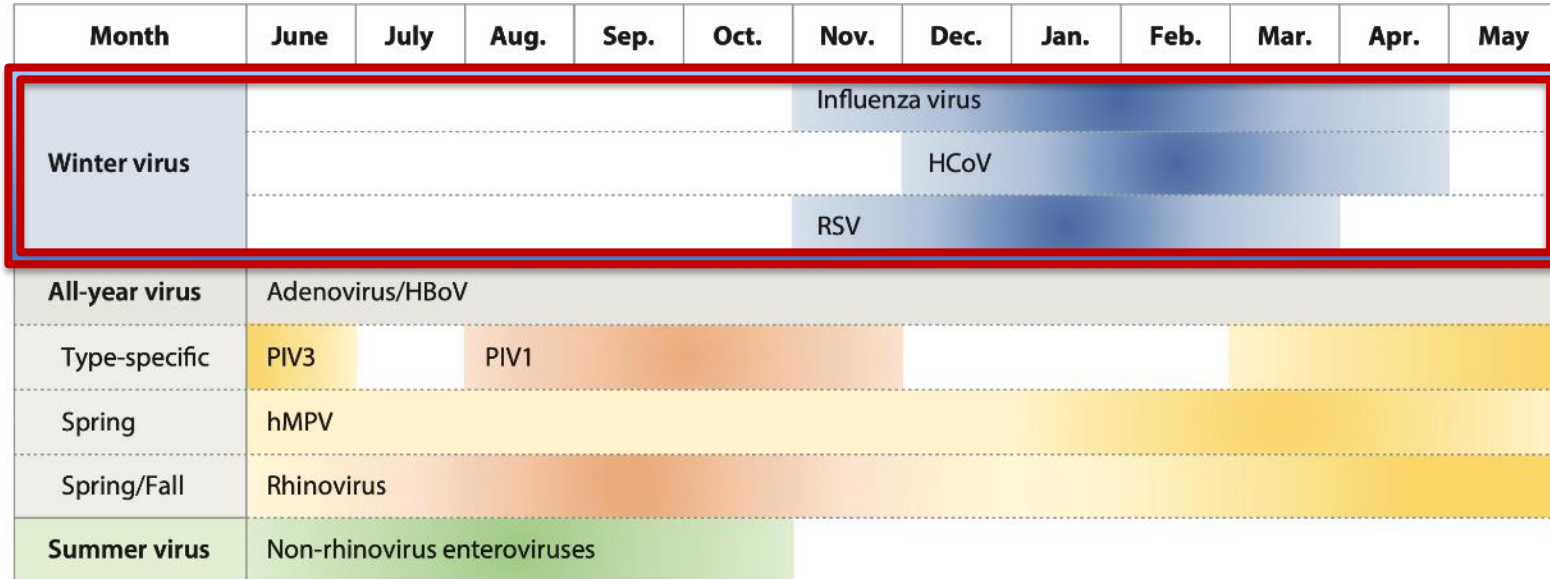 Month June July Aug. Sep. Oct. Nov. Dec. Jan. Feb. Mar. Apr. May
Influenza virus
Winter virus HCoV
RSV
All-year virus Adenovirus/HBoV
Type-specific PIV3 PIV1
Spring hMPV
Spring/Fall Rhinovirus
Summer virus Non-rhinovirus enteroviruses